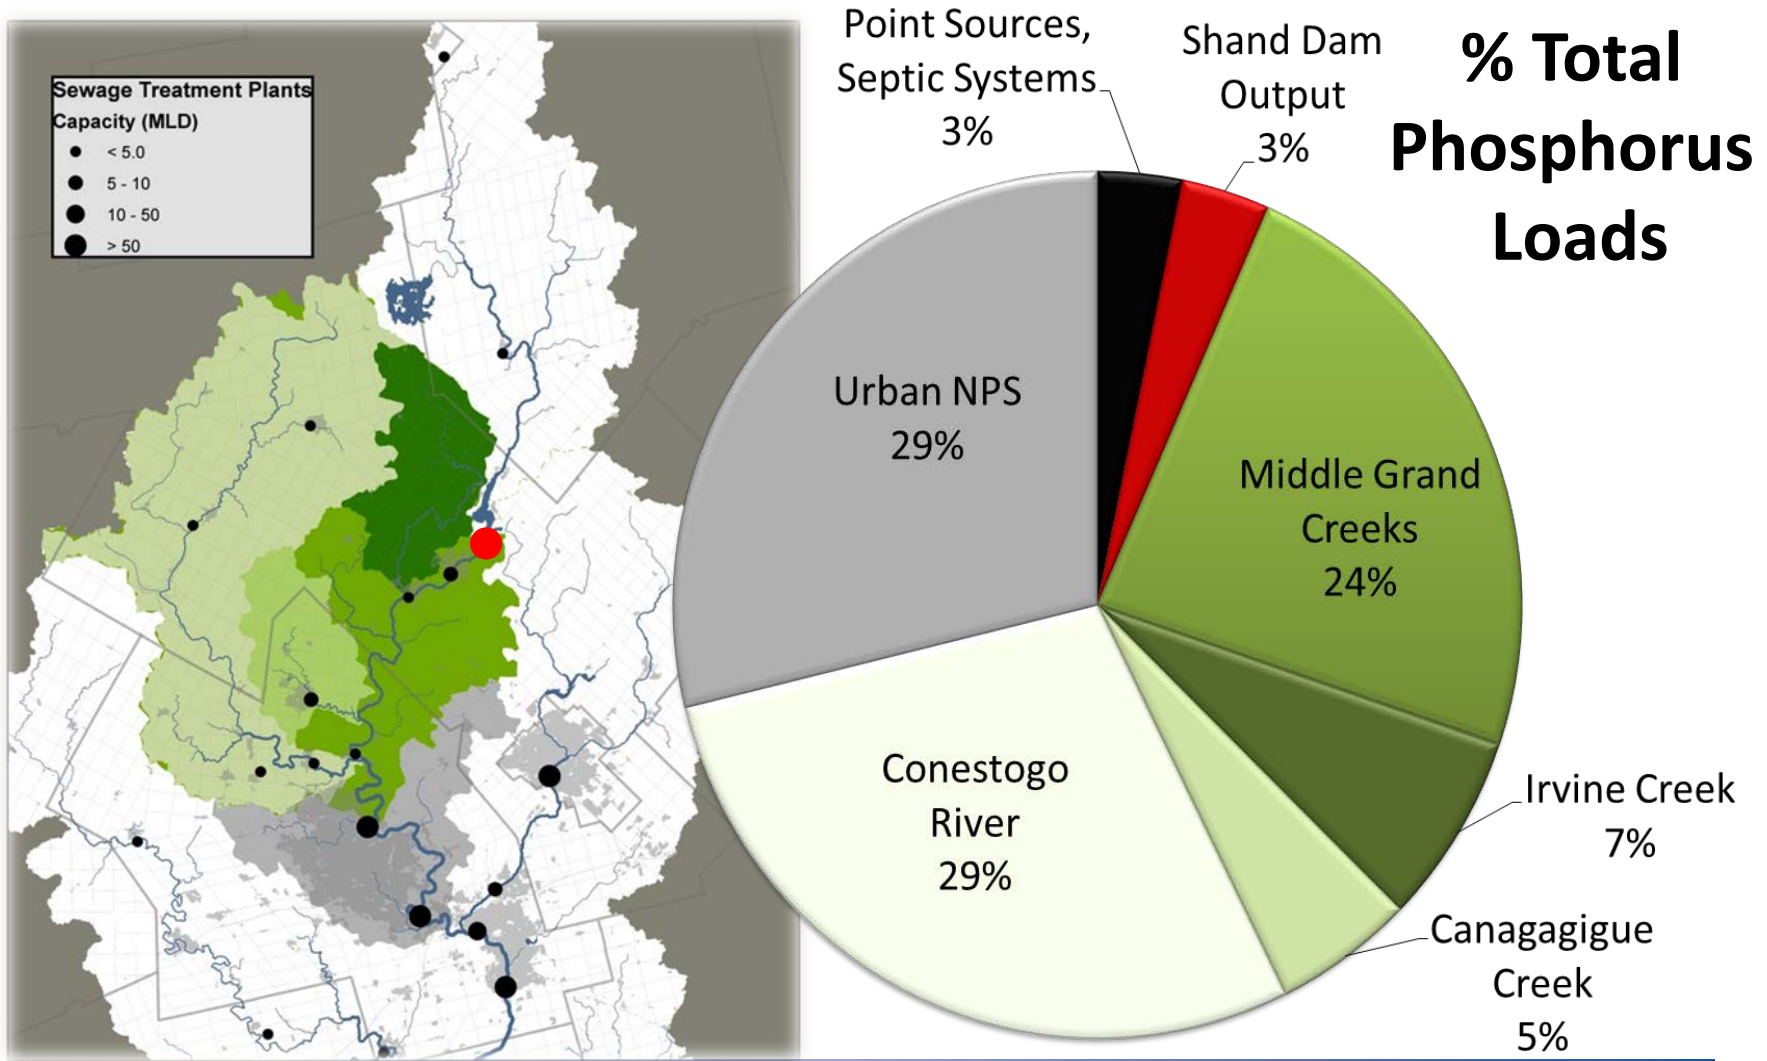 Sewage Treatment Plants
Capacity (MLD)
< 5.0
5 - 10
10 - 50
> 50
% Total
Phosphorus
Loads
Point Sources,
Septic Systems
3%
Shand Dam
Output
3%
Middle Grand
Creeks
24%
Irvine Creek
7%
Canagagigue
Creek
5%
Conestogo
River
29%
Urban NPS
29%